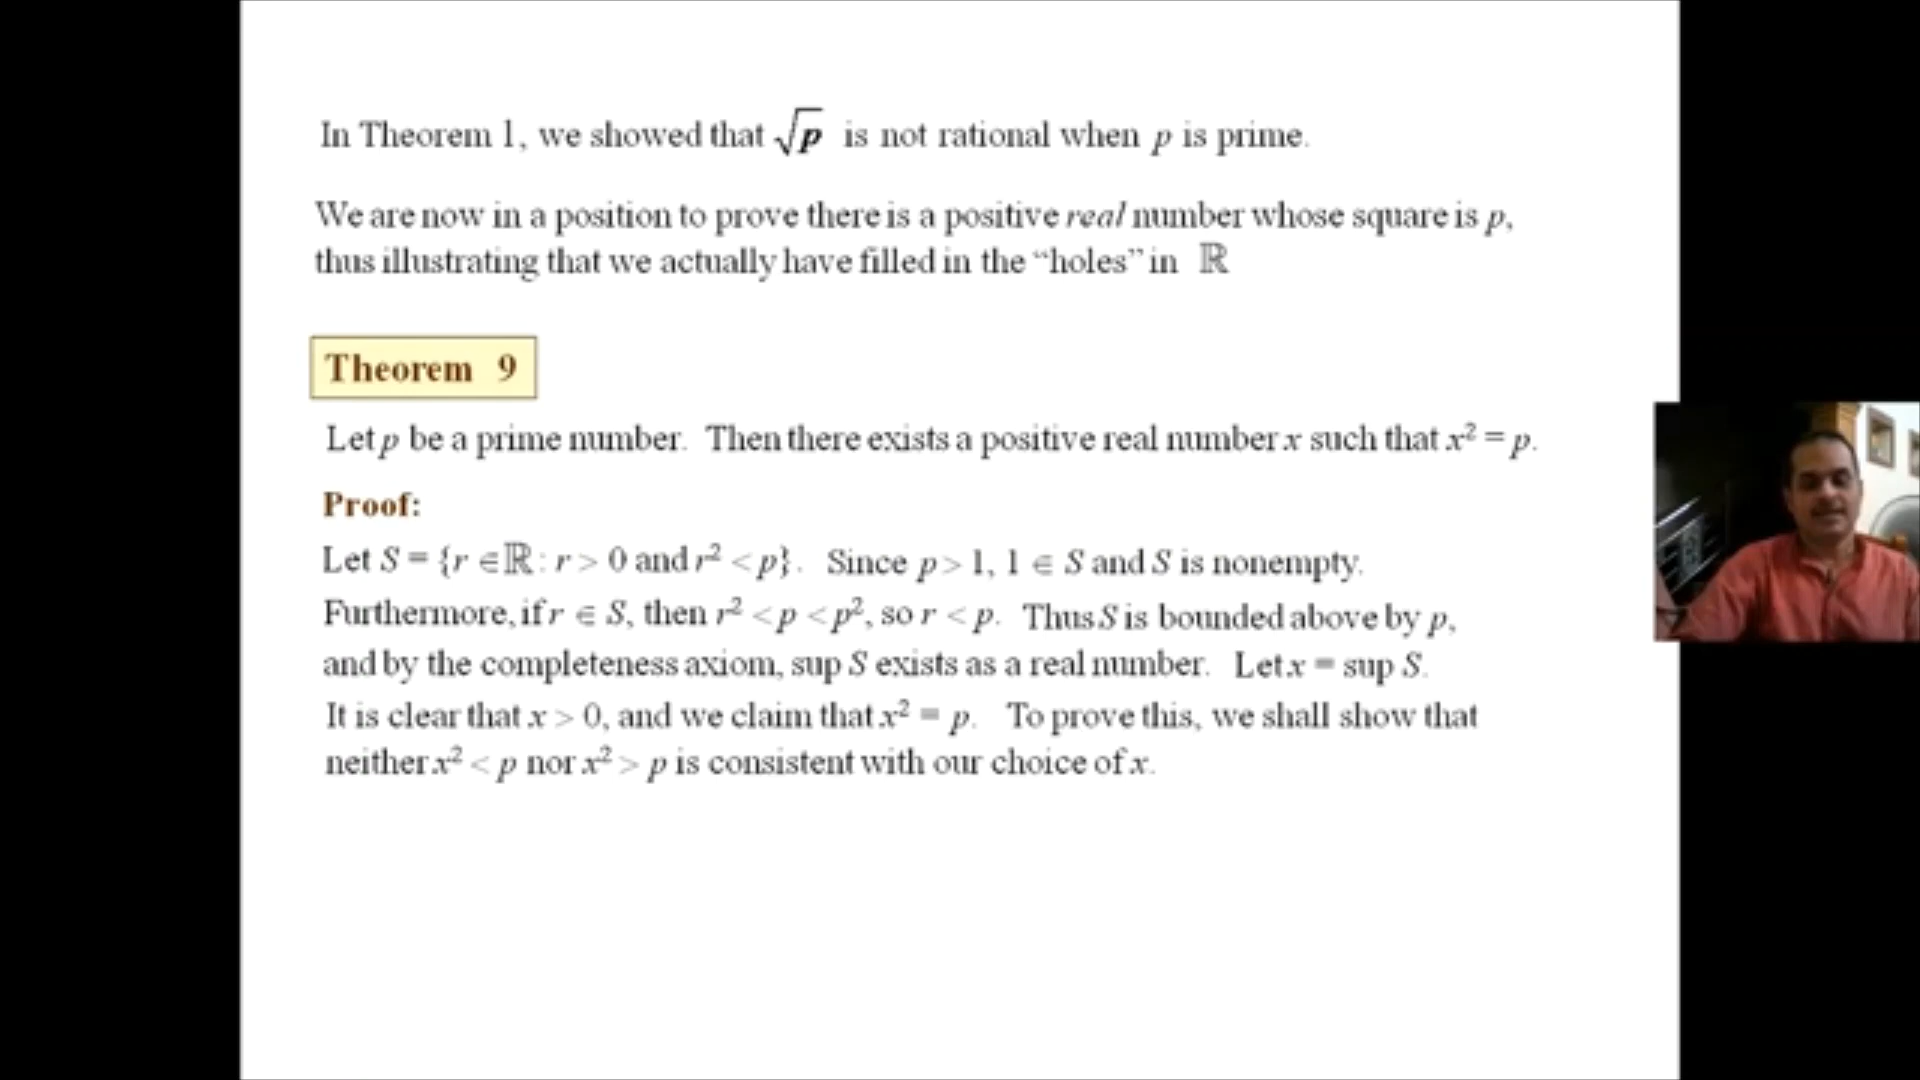 In Theorem 1, we showed that √p is not rational when p is prime.
We are now in a position to prove there is a positive real number whose square is p,
thus illustrating that we actually have filled in the “holes” in ℝ
Theorem 9
Let p be a prime number. Then there exists a positive real number x such that x² = p.
Proof:
Let S = {r ∈ ℝ : r > 0 and r² < p}. Since p > 1, 1 ∈ S and S is nonempty.
Furthermore, if r ∈ S, then r² < p < p², so r < p. Thus S is bounded above by p,
and by the completeness axiom, sup S exists as a real number. Let x = sup S.
It is clear that x > 0, and we claim that x² = p. To prove this, we shall show that
neither x² < p nor x² > p is consistent with our choice of x.